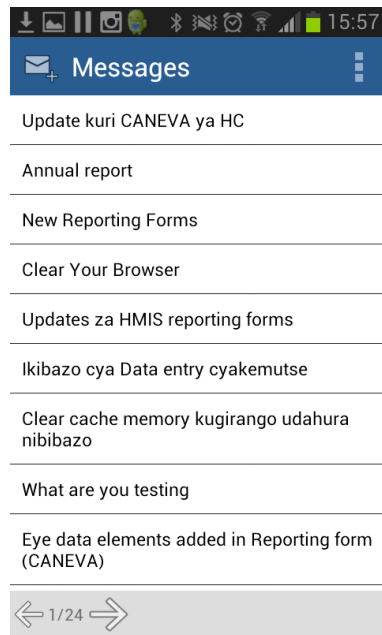 15:57
Messages
Update kuri CANEVA ya HC
Annual report
New Reporting Forms
Clear Your Browser
Updates za HMIS reporting forms
Ikibazo cya Data entry cyakemutse
Clear cache memory kugirango udahura
nibibazo
What are you testing
Eye data elements added in Reporting form
(CANEVA)
1/24